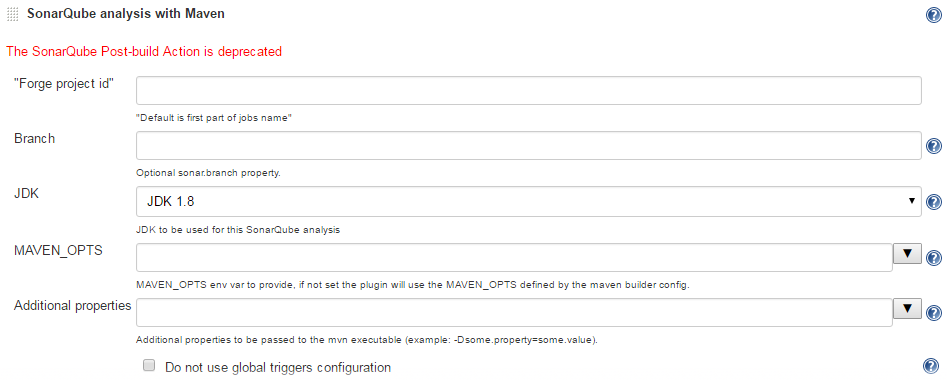 SonarQube analysis with Maven
The SonarQube Post-build Action is deprecated
"Forge project id"
"Default is first part of jobs name"
Branch
Optional sonar.branch property.
JDK
JDK 1.8
JDK to be used for this SonarQube analysis
MAVEN_OPTS
MAVEN_OPTS env var to provide, if not set the plugin will use the MAVEN_OPTS defined by the maven builder config.
Additional properties
Additional properties to be passed to the mvn executable (example: -Dsome.property=some.value).
Do not use global triggers configuration